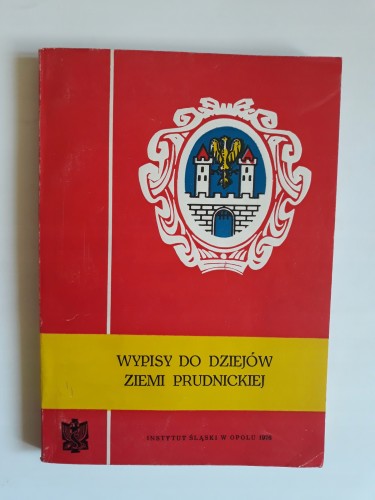 WYPISY DO DZIEJÓW
ZIEMI PRUDNICKIEJ
INSTYTUT ŚLĄSKI W OPOLU